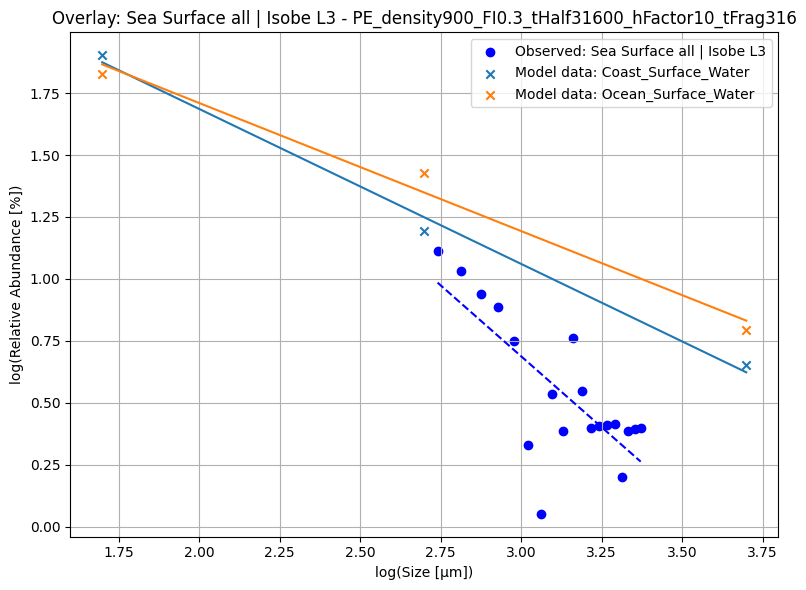 Overlay: Sea Surface all | Isobe L3 - PE_density900_FI0.3_tHalf31600_hFactor10_tFrag316
Observed: Sea Surface all | Isobe L3
Model data: Coast_Surface_Water
Model data: Ocean_Surface_Water
log(Relative Abundance [%])
1.75
1.50
1.25
1.00
0.75
0.50
0.25
0.00
1.75 2.00 2.25 2.50 2.75 3.00 3.25 3.50 3.75
log(Size [µm])